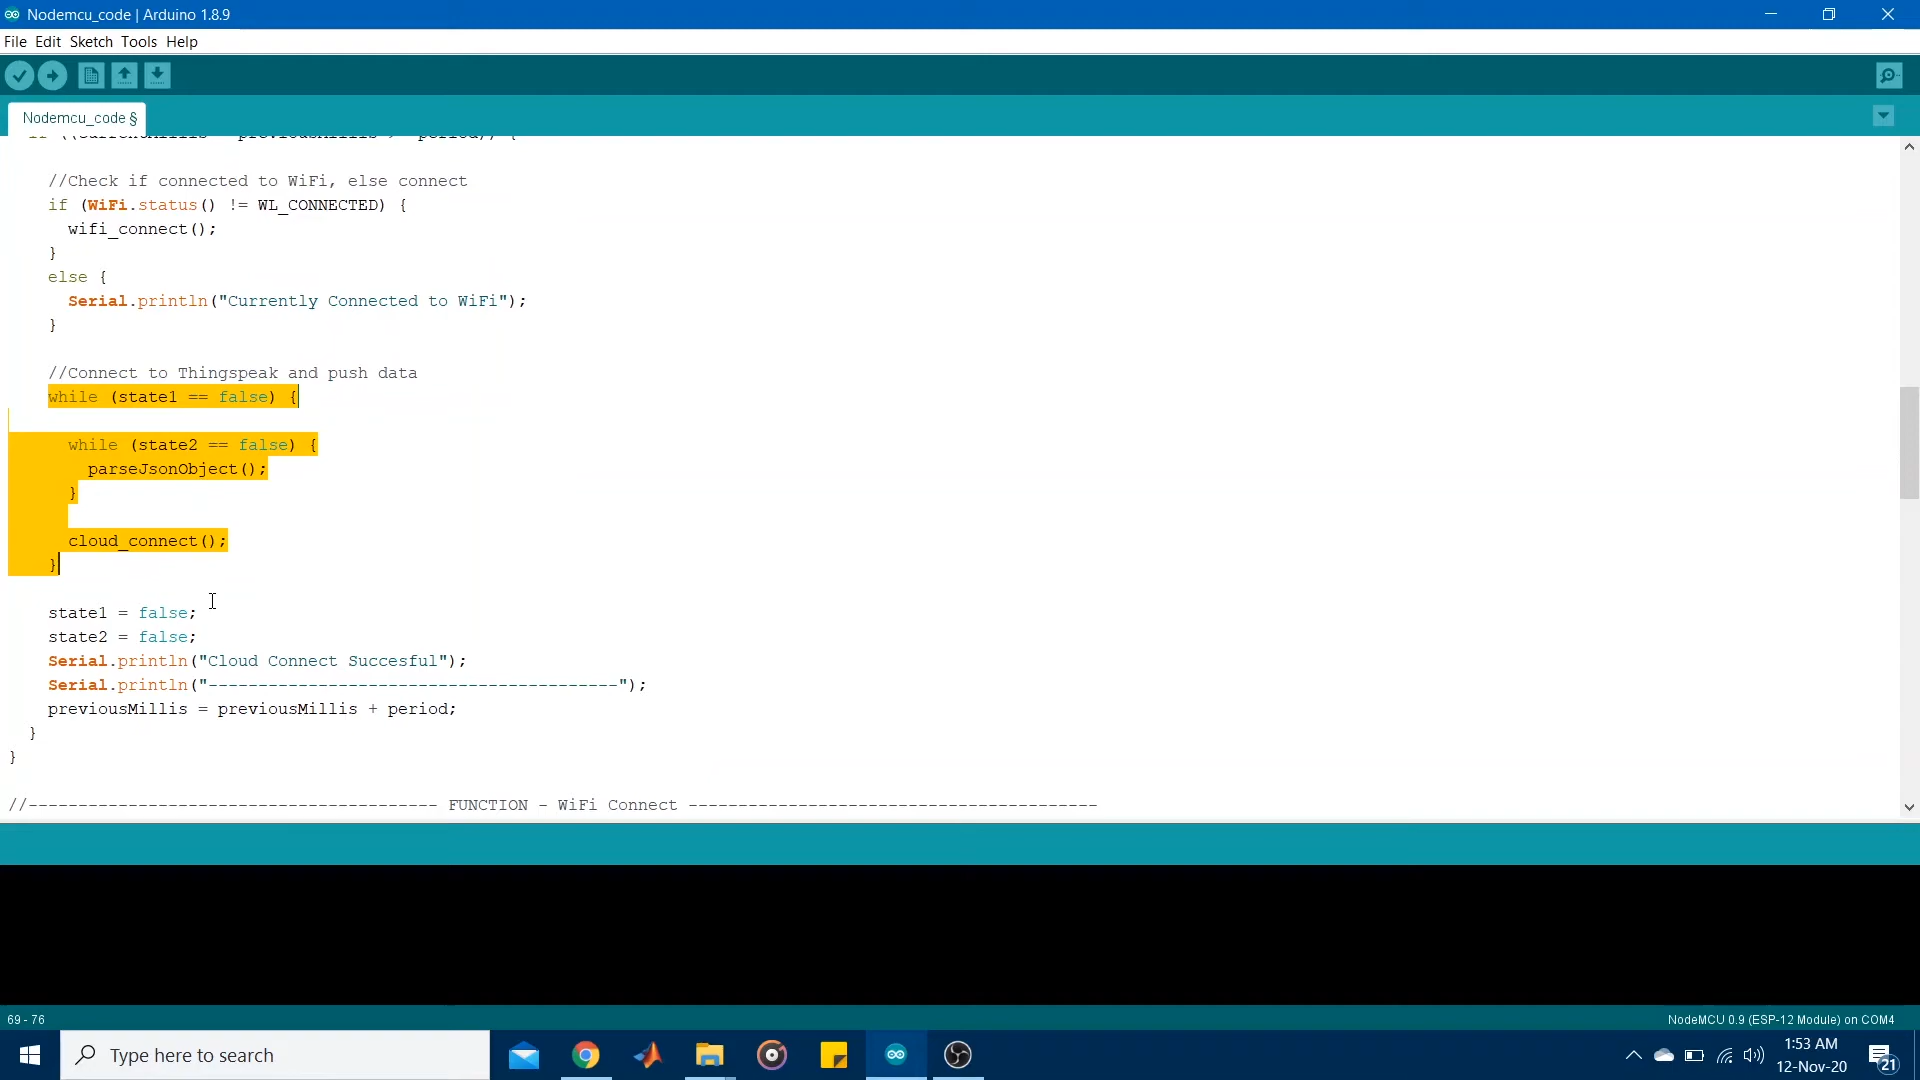 Nodemcu_code | Arduino 1.8.9
File Edit Sketch Tools Help
Nodemcu_code §
//Check if connected to WiFi, else connect
if (WiFi.status() != WL_CONNECTED) {
wifi_connect();
}
else {
Serial.println("Currently Connected to WiFi");
}
//Connect to Thingspeak and push data
while (state1 == false) {
while (state2 == false) {
parseJsonObject();
}
cloud_connect();
}
state1 = false;
state2 = false;
Serial.println("Cloud Connect Succesful");
Serial.println("-----------------------------------------");
previousMillis = previousMillis + period;
}
}
//----------------------------------------- FUNCTION - WiFi Connect -----------------------------------------
69 - 76
NodeMCU 0.9 (ESP-12 Module) on COM4
Type here to search
1:53 AM
12-Nov-20
21